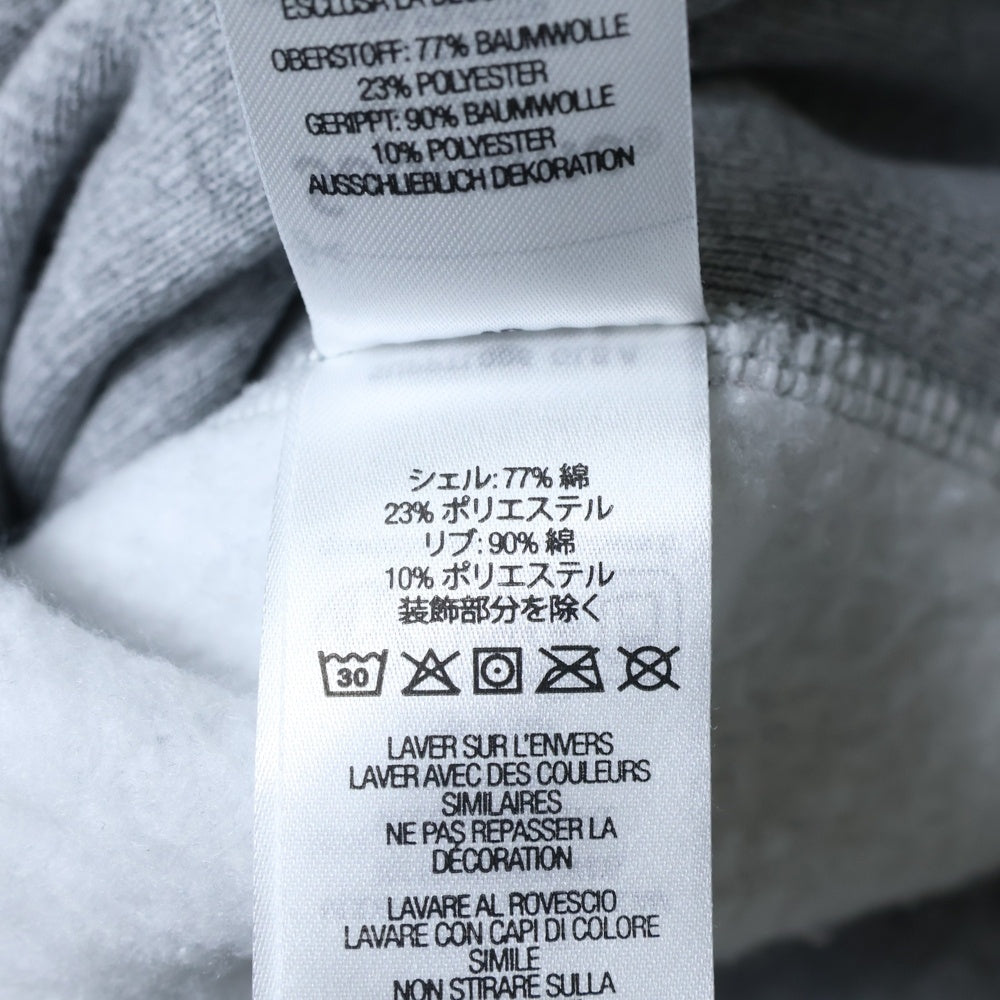 ESCLUSA LA
OBERSTOFF: 77% BAUMWOLLE
23% POLYESTER
GERIPPT: 90% BAUMWOLLE
10% POLYESTER
AUSSCHLIEBLICH DEKORATION
シェル: 77% 綿
23% ポリエステル
リブ: 90% 綿
10% ポリエステル
装飾部分を除く
30
LAVER SUR L'ENVERS
LAVER AVEC DES COULEURS
SIMILAIRES
NE PAS REPASSER LA
DÉCORATION
LAVARE AL ROVESCIO
LAVARE CON CAPI DI COLORE
SIMILE
NON STIRARE SULLA